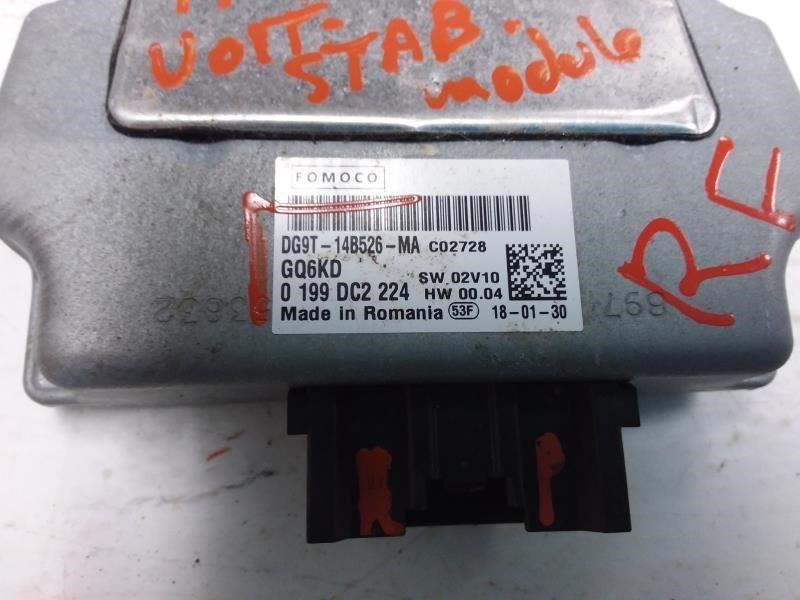 VOLT.
STAB.
module
RF
FOMOCO
DG9T-14B526-MA C02728
GQ6KD
SW 02V10
0 199 DC2 224 HW 00.04
Made in Romania 53F 18-01-30